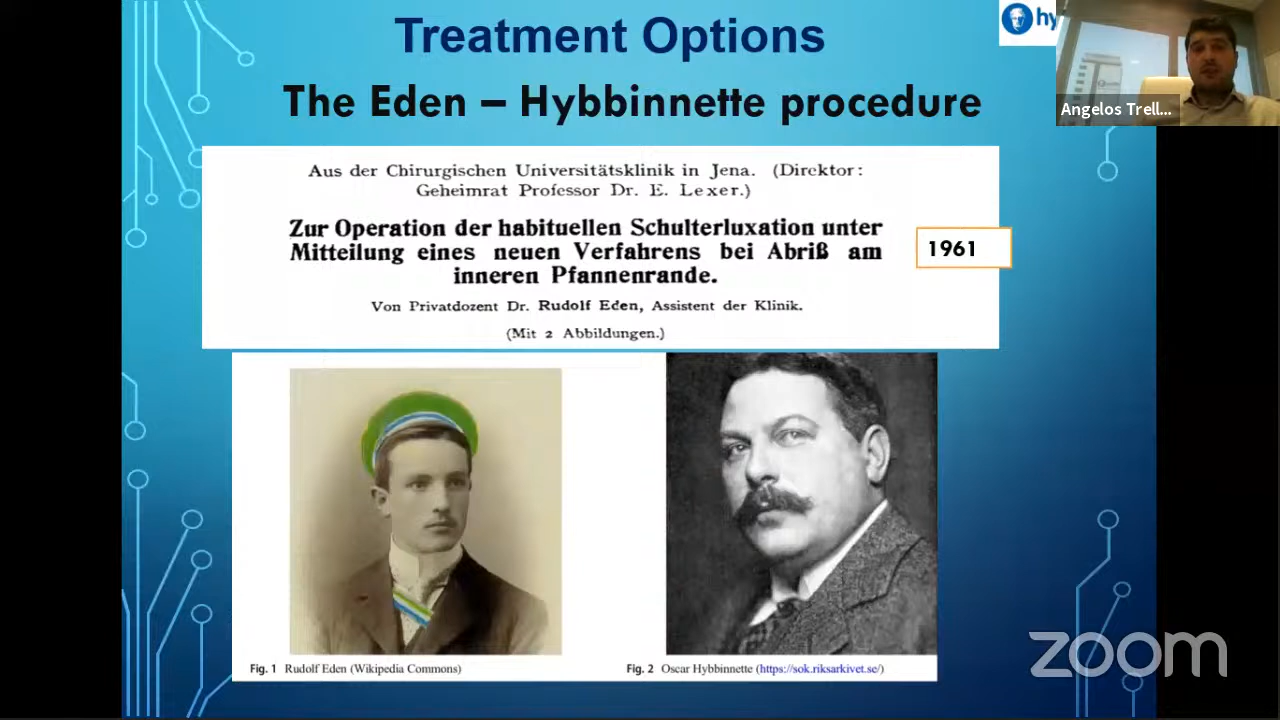 Treatment Options
hy
The Eden – Hybbinnette procedure
Angelos Trell...
Aus der Chirurgischen Universitätsklinik in Jena. (Direktor:
Geheimrat Professor Dr. E. Lexer.)
Zur Operation der habituellen Schulterluxation unter
Mitteilung eines neuen Verfahrens bei Abriß am
inneren Pfannenrande.
1961
Von Privatdozent Dr. Rudolf Eden, Assistent der Klinik.
(Mit 2 Abbildungen.)
Fig. 1 Rudolf Eden (Wikipedia Commons)
Fig. 2 Oscar Hybbinnette (https://sok.riksarkivet.se/)
zoom